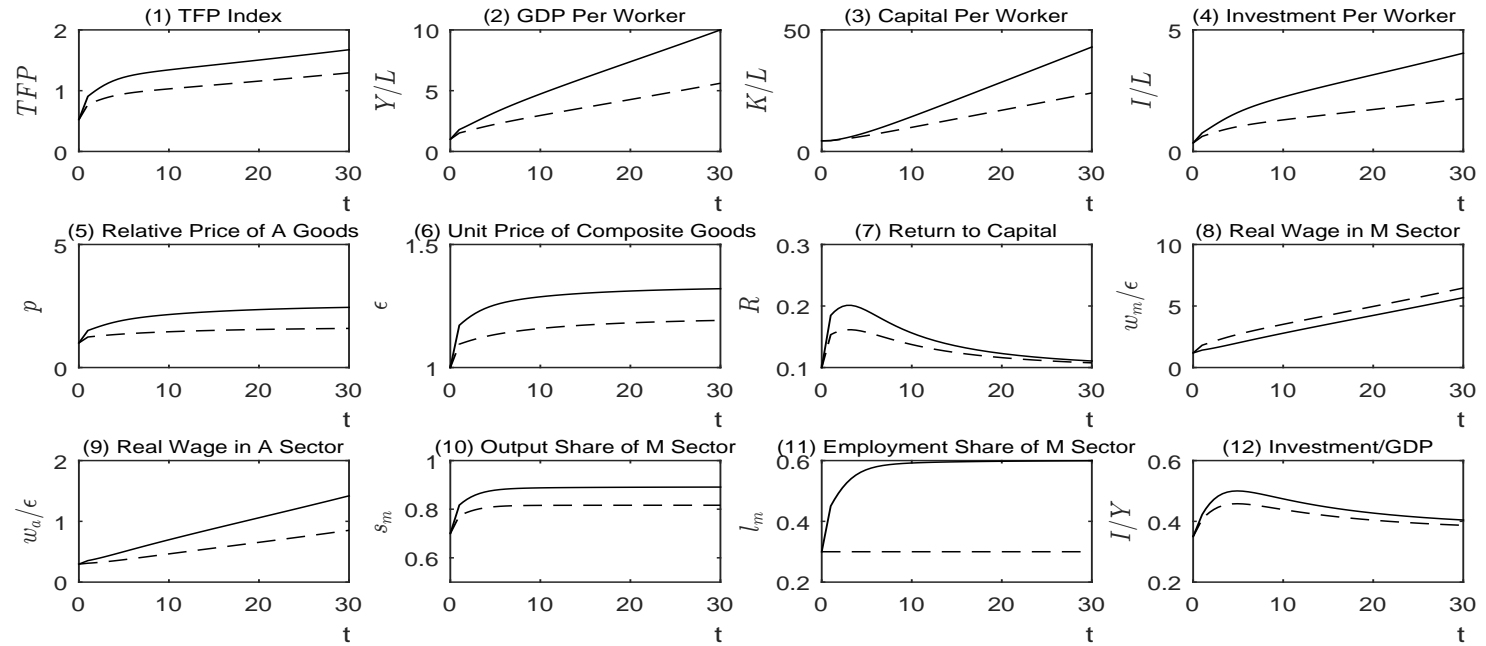 (1) TFP Index
(2) GDP Per Worker
(3) Capital Per Worker
(4) Investment Per Worker
2
1
0
TFP
0 10 20 30
t
10
5
0
Y/L
0 10 20 30
t
50
0
K/L
0 10 20 30
t
5
0
I/L
0 10 20 30
t
(5) Relative Price of A Goods
(6) Unit Price of Composite Goods
(7) Return to Capital
(8) Real Wage in M Sector
5
0
p
0 10 20 30
t
1.5
1
ϵ
0 10 20 30
t
0.3
0.2
0.1
R
0 10 20 30
t
10
5
0
w_m/ϵ
0 10 20 30
t
(9) Real Wage in A Sector
(10) Output Share of M Sector
(11) Employment Share of M Sector
(12) Investment/GDP
2
1
0
w_a/ϵ
0 10 20 30
t
1
0.8
0.6
s_m
0 10 20 30
t
0.6
0.4
0.2
l_m
0 10 20 30
t
0.6
0.4
0.2
I/Y
0 10 20 30
t